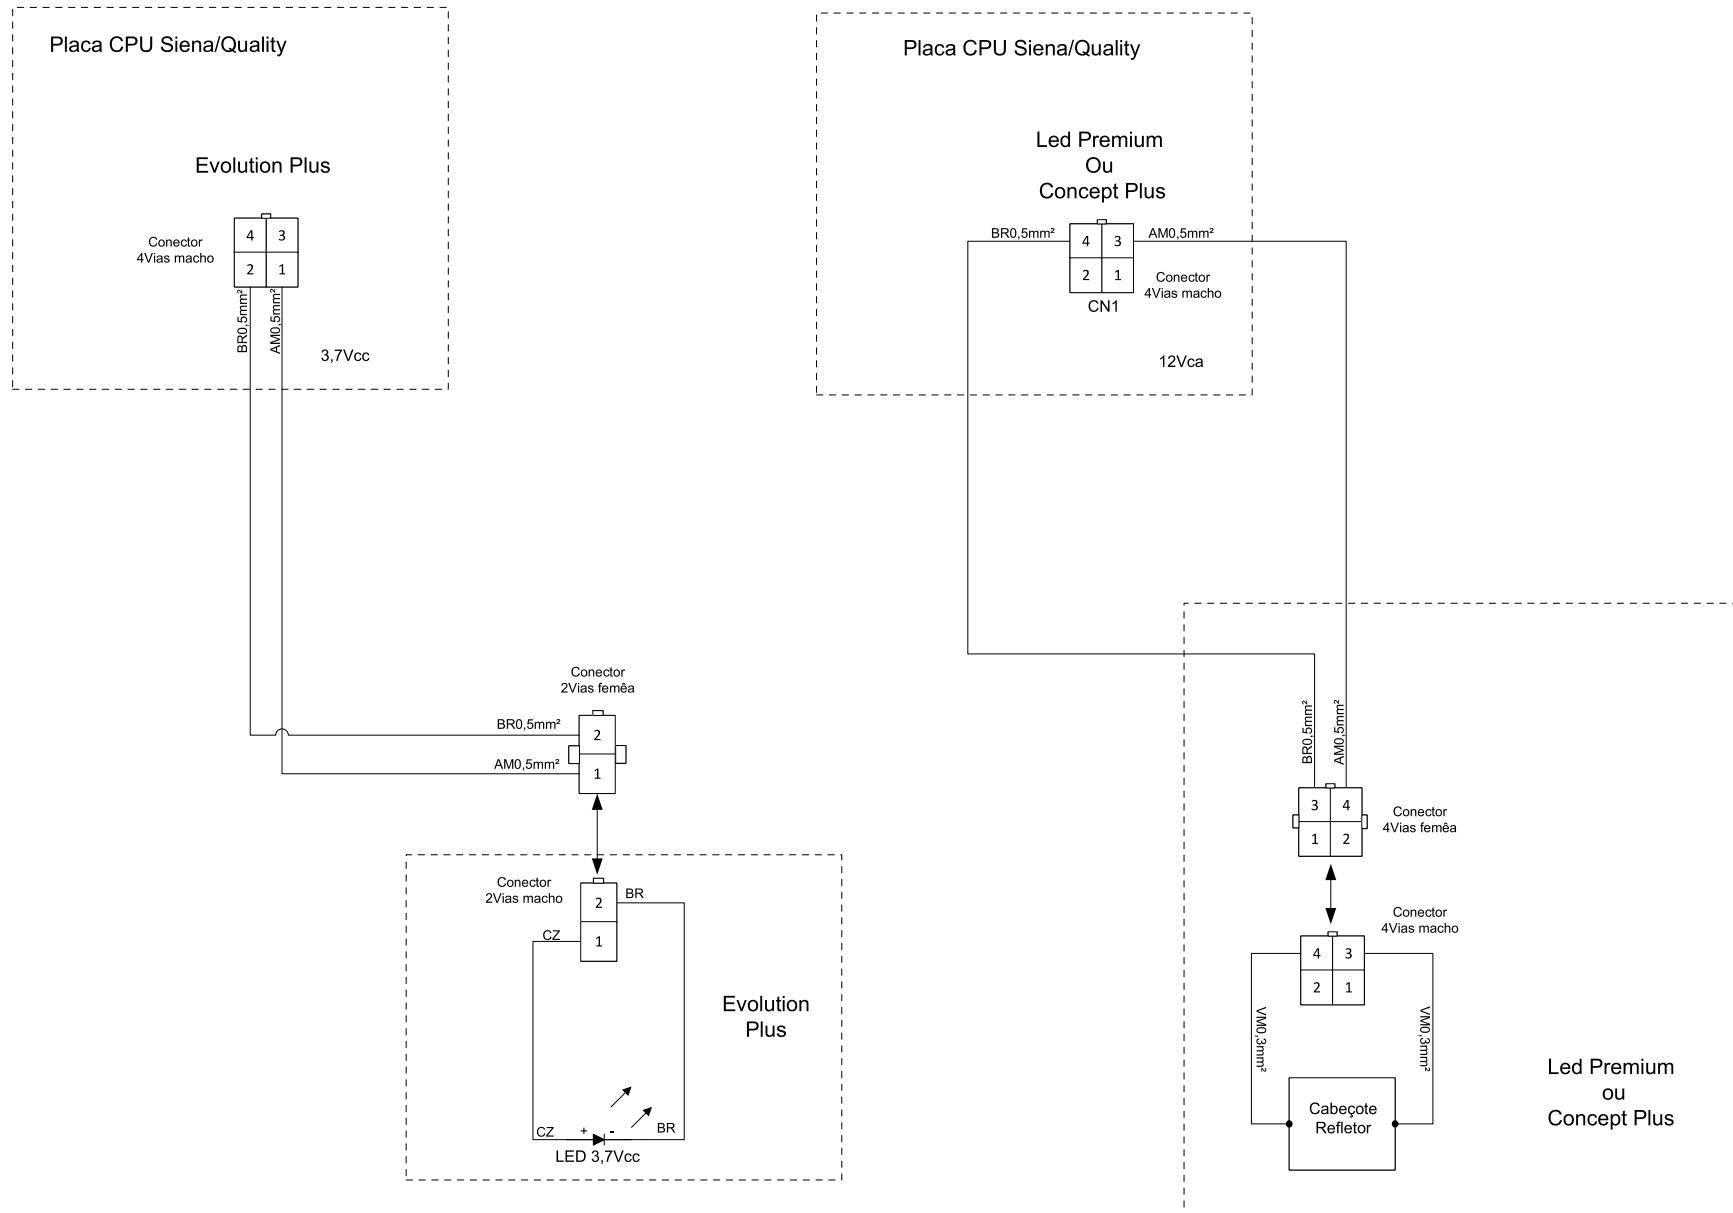 Placa CPU Siena/Quality
Evolution Plus
Conector
4Vias macho
4
3
2
1
BR0,5mm²
AM0,5mm²
3,7Vcc
Conector
2Vias femêa
BR0,5mm²
2
AM0,5mm²
1
Conector
2Vias macho
2
BR
CZ
1
Evolution
Plus
CZ
+
-
BR
LED 3,7Vcc
Placa CPU Siena/Quality
Led Premium
Ou
Concept Plus
BR0,5mm²
4
3
AM0,5mm²
2
1
Conector
4Vias macho
CN1
12Vca
BR0,5mm²
AM0,5mm²
3
4
1
2
Conector
4Vias femêa
Conector
4Vias macho
4
3
2
1
VM0,3mm²
VM0,3mm²
Cabeçote
Refletor
Led Premium
ou
Concept Plus